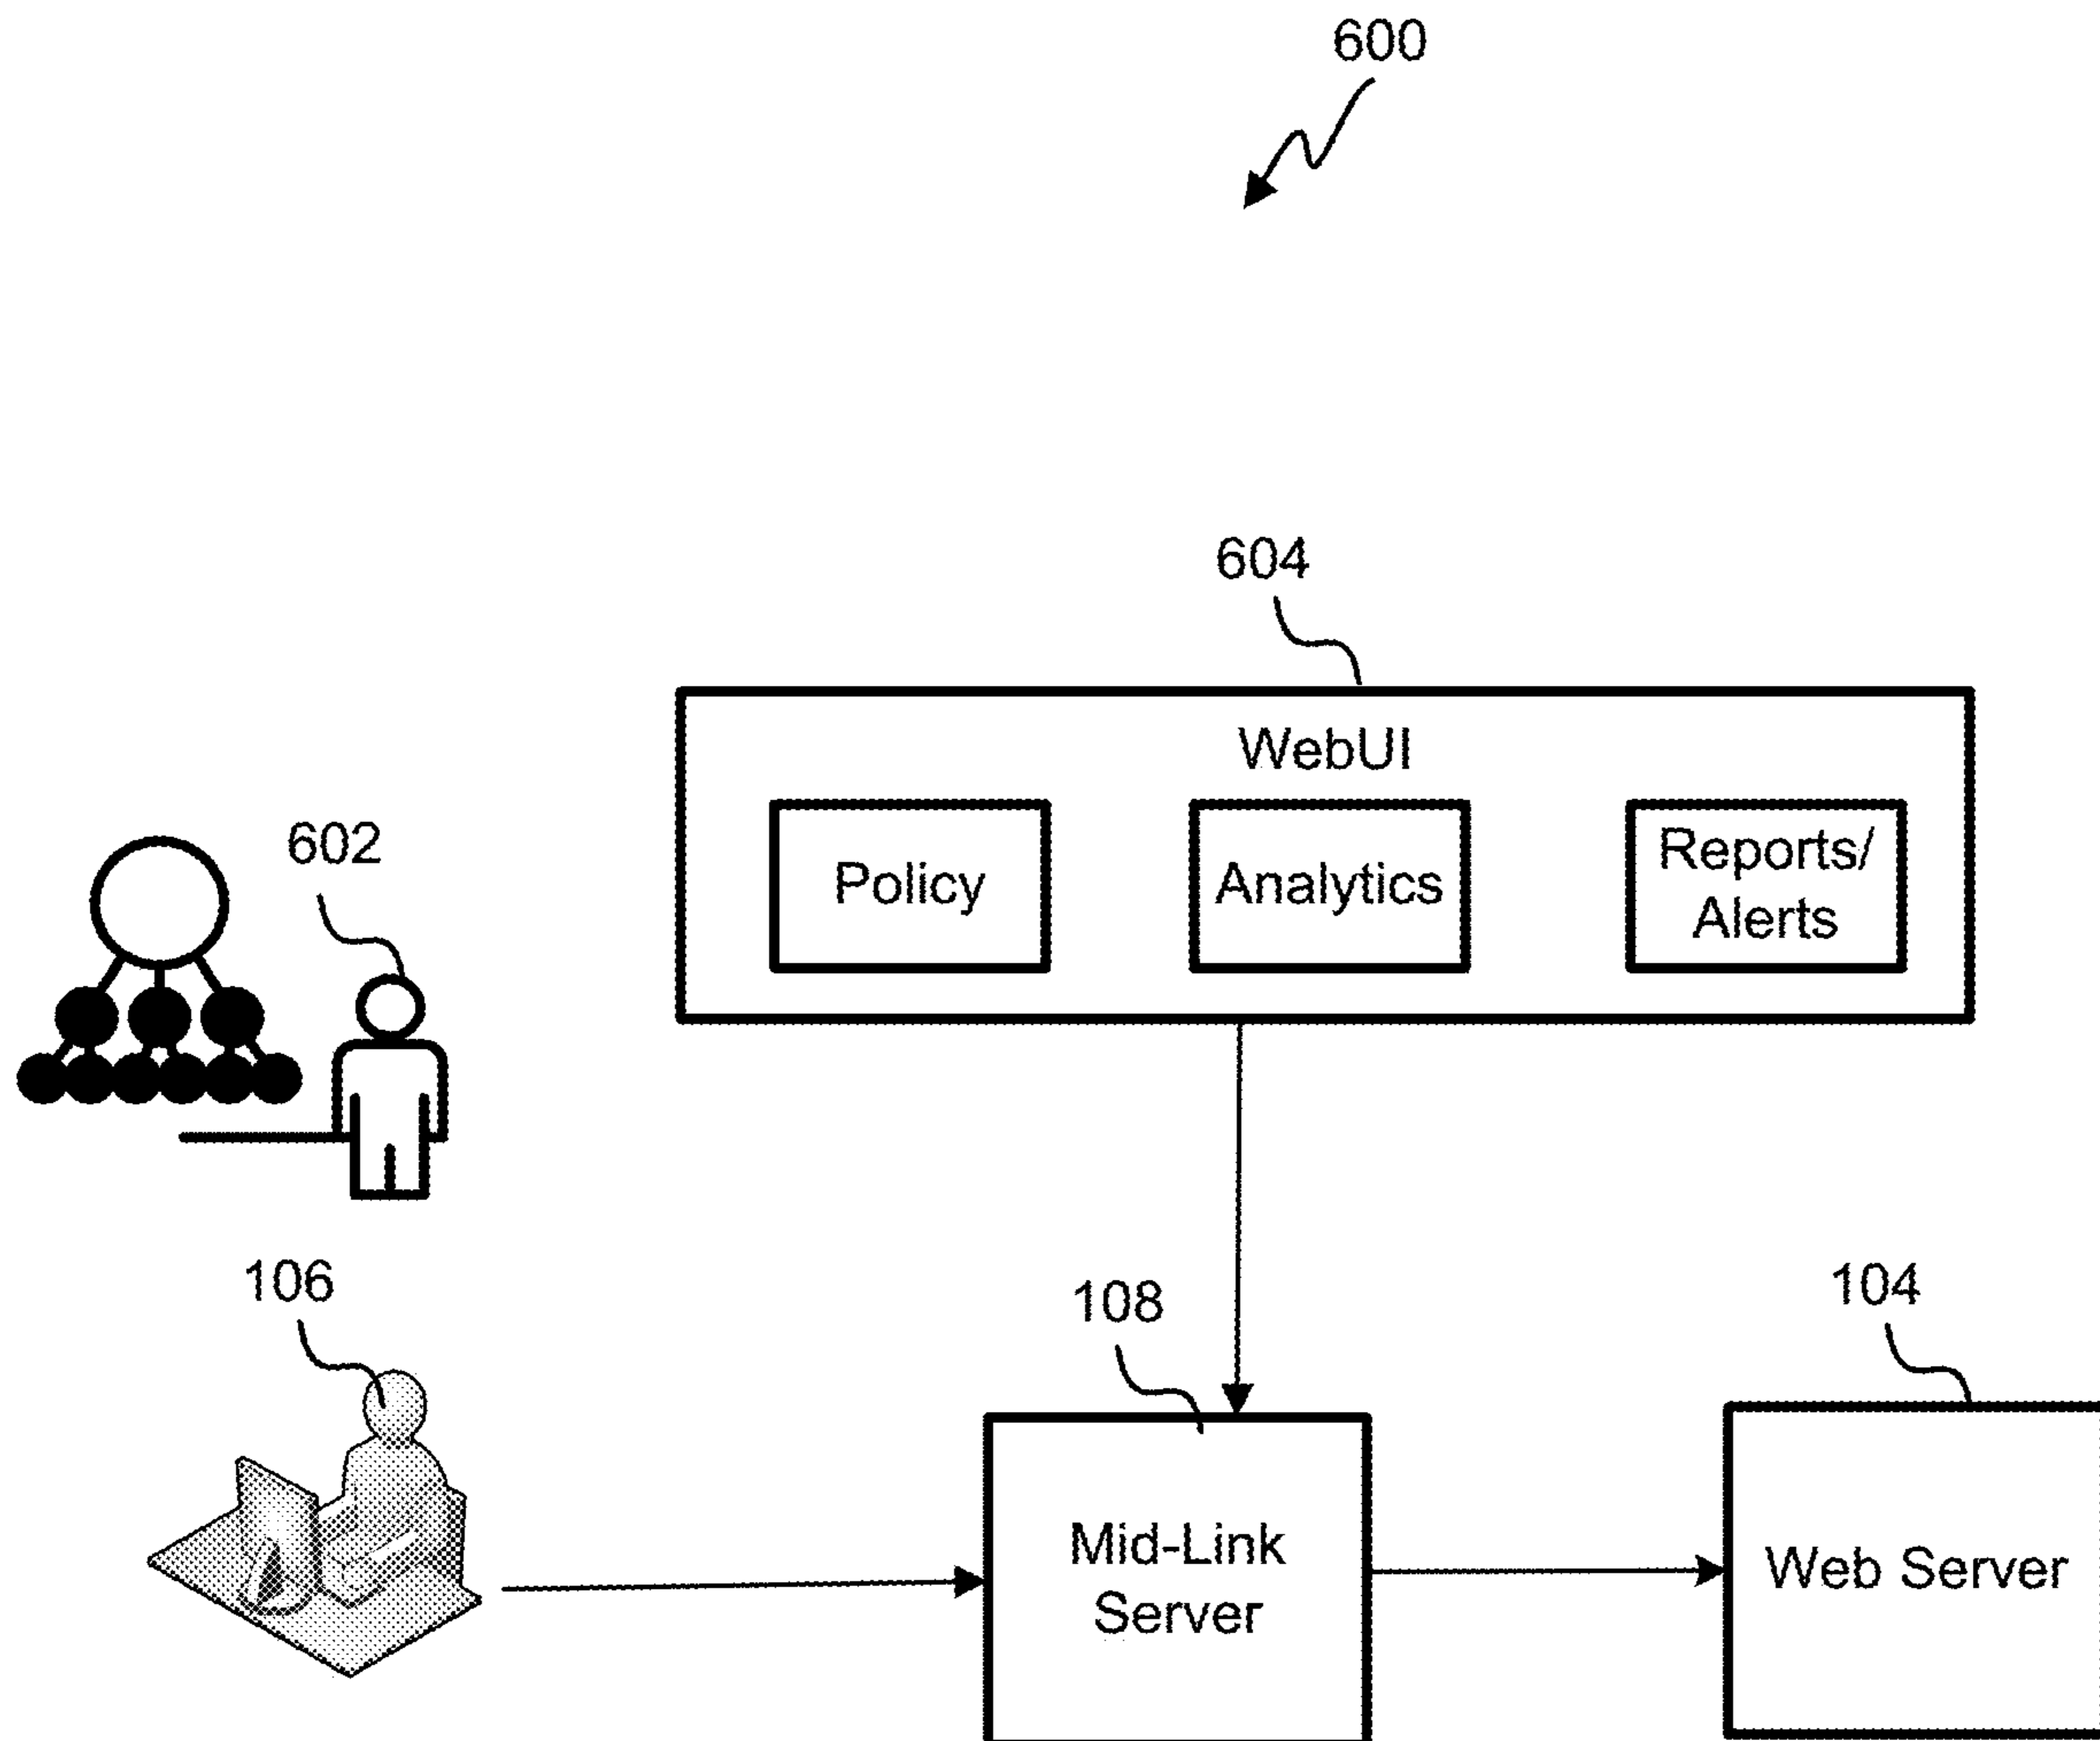 600
604
WebUI
Policy
Analytics
Reports/
Alerts
602
106
108
104
Mid-Link
Server
Web Server